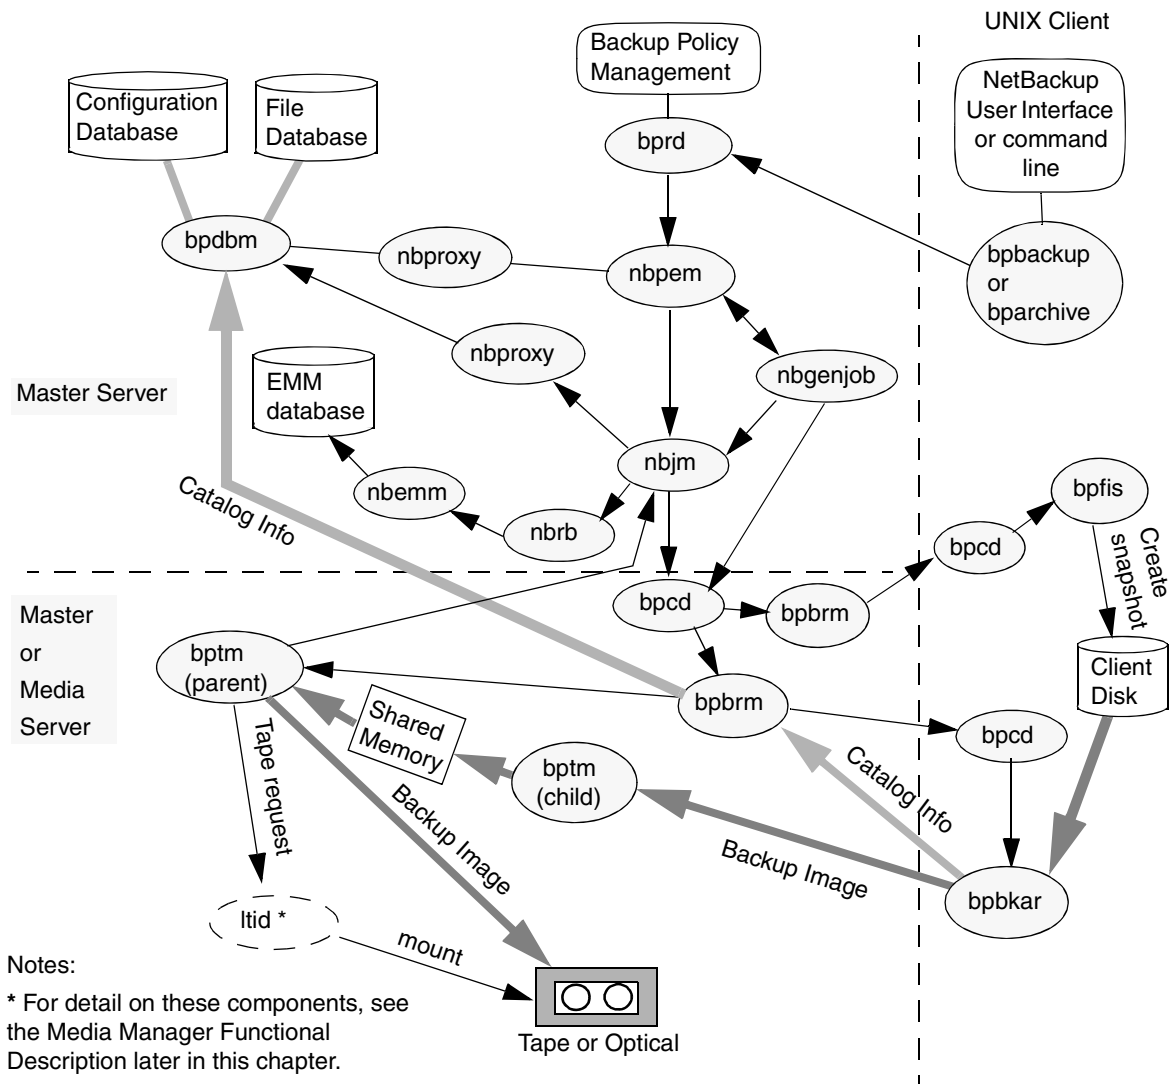 UNIX Client
Backup Policy
Management
NetBackup
User Interface
or command
line
Configuration
Database
File
Database
bprd
bpdbm
nbproxy
nbpem
bpbackup
or
bparchive
nbproxy
nbgenjob
EMM
database
Master Server
nbjm
nbemm
nbrb
Catalog Info
bpfis
bpcd
Create
snapshot
Master
or
Media
Server
bpcd
bpbrm
bptm
(parent)
Client
Disk
Shared
Memory
bpbrm
bpcd
bptm
(child)
Tape request
Backup Image
Catalog Info
Backup Image
bpbkar
ltid *
mount
Tape or Optical
Notes:
* For detail on these components, see
the Media Manager Functional
Description later in this chapter.